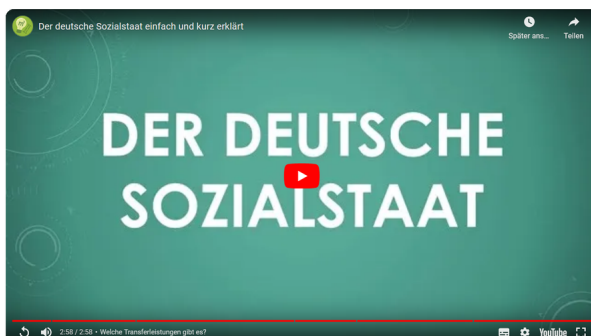 Der deutsche Sozialstaat einfach und kurz erklärt
Später ans...
Teilen
DER DEUTSCHE
SOZIALSTAAT
2:58 / 2:58 • Welche Transferleistungen gibt es?
YouTube